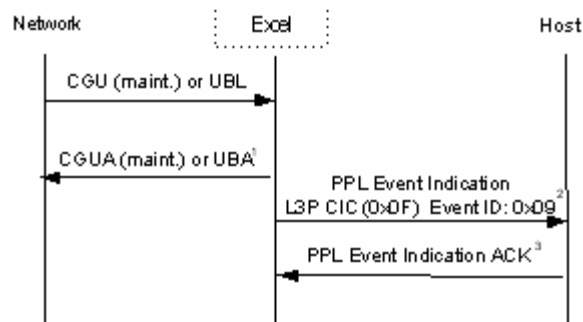 Network
Excel
Host
CGU (maint.) or UBL
CGUA (maint.) or UBA¹
PPL Event Indication
L3P CIC (0x0F) Event ID: 0x09²
PPL Event Indication ACK³